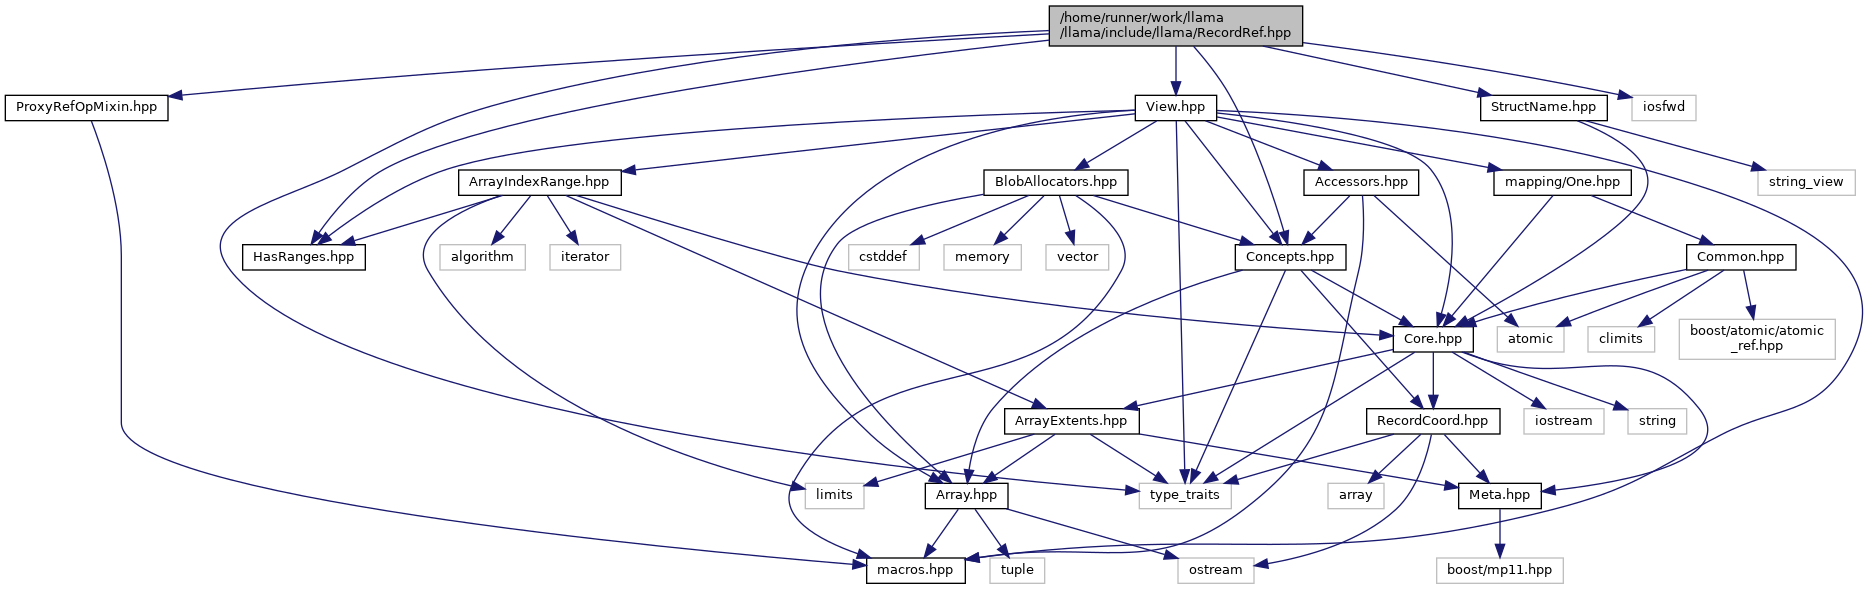 /home/runner/work/llama
/llama/include/llama/RecordRef.hpp
ProxyRefOpMixin.hpp
View.hpp
StructName.hpp
iosfwd
ArrayIndexRange.hpp
BlobAllocators.hpp
Accessors.hpp
mapping/One.hpp
string_view
HasRanges.hpp
algorithm
iterator
cstddef
memory
vector
Concepts.hpp
Common.hpp
Core.hpp
atomic
climits
boost/atomic/atomic
_ref.hpp
ArrayExtents.hpp
RecordCoord.hpp
iostream
string
limits
Array.hpp
type_traits
array
Meta.hpp
macros.hpp
tuple
ostream
boost/mp11.hpp